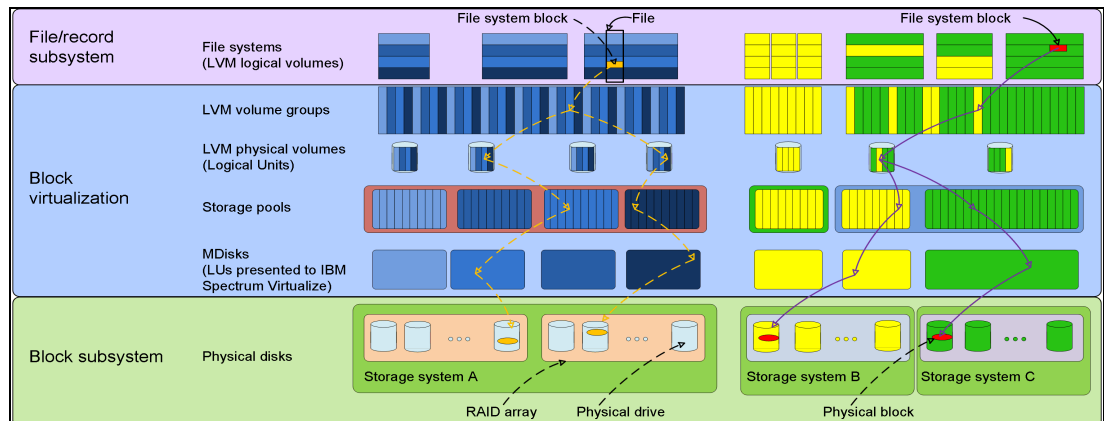 File system block
File
File system block
File/record
subsystem
File systems
(LVM logical volumes)
LVM volume groups
LVM physical volumes
(Logical Units)
Block
virtualization
Storage pools
MDisks
(LUs presented to IBM
Spectrum Virtualize)
Block subsystem
Physical disks
Storage system A
Storage system B
Storage system C
RAID array
Physical drive
Physical block